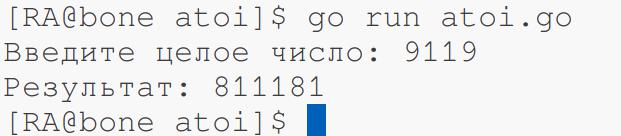 [RA@bone atoi]$ go run atoi.go
Введите целое число: 9119
Результат: 811181
[RA@bone atoi]$